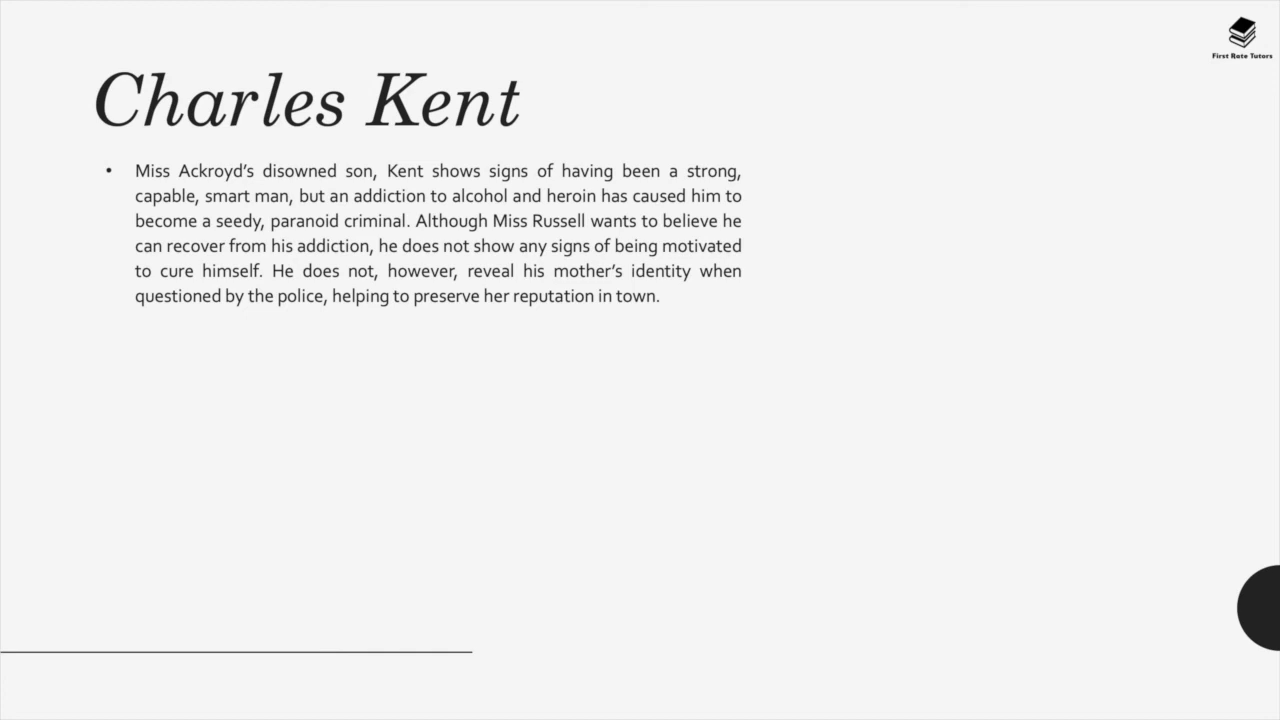 First Rate Tutors
Charles Kent
• Miss Ackroyd’s disowned son, Kent shows signs of having been a strong,
capable, smart man, but an addiction to alcohol and heroin has caused him to
become a seedy, paranoid criminal. Although Miss Russell wants to believe he
can recover from his addiction, he does not show any signs of being motivated
to cure himself. He does not, however, reveal his mother’s identity when
questioned by the police, helping to preserve her reputation in town.